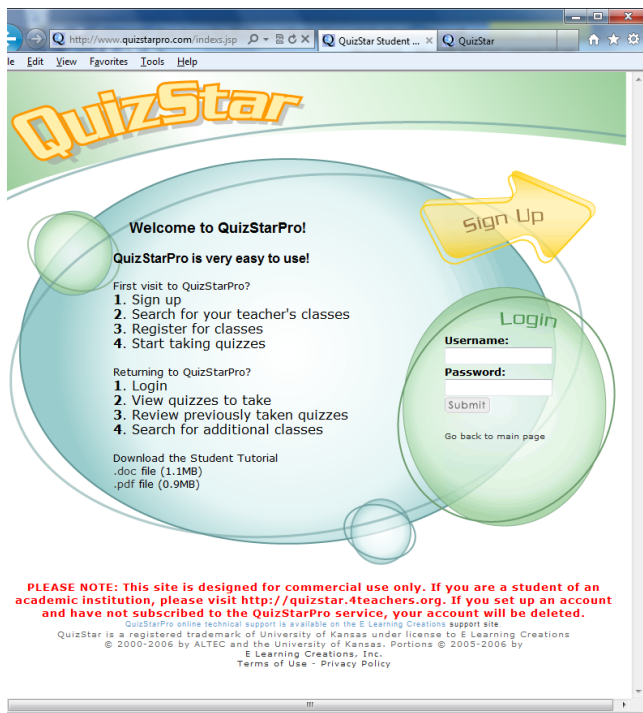 http://www.quizstarpro.com/indexs.jsp
QuizStar Student ...
QuizStar
le Edit View Favorites Tools Help
QuizStar
Sign Up
Welcome to QuizStarPro!
QuizStarPro is very easy to use!
First visit to QuizStarPro?
1. Sign up
2. Search for your teacher's classes
3. Register for classes
4. Start taking quizzes
Returning to QuizStarPro?
1. Login
2. View quizzes to take
3. Review previously taken quizzes
4. Search for additional classes
Download the Student Tutorial
.doc file (1.1MB)
.pdf file (0.9MB)
Login
Username:
Password:
Submit
Go back to main page
PLEASE NOTE: This site is designed for commercial use only. If you are a student of an
academic institution, please visit http://quizstar.4teachers.org. If you set up an account
and have not subscribed to the QuizStarPro service, your account will be deleted.
QuizStarPro online technical support is available on the E Learning Creations support site
QuizStar is a registered trademark of University of Kansas under license to E Learning Creations
© 2000-2006 by ALTEC and the University of Kansas. Portions © 2005-2006 by
E Learning Creations, Inc.
Terms of Use - Privacy Policy